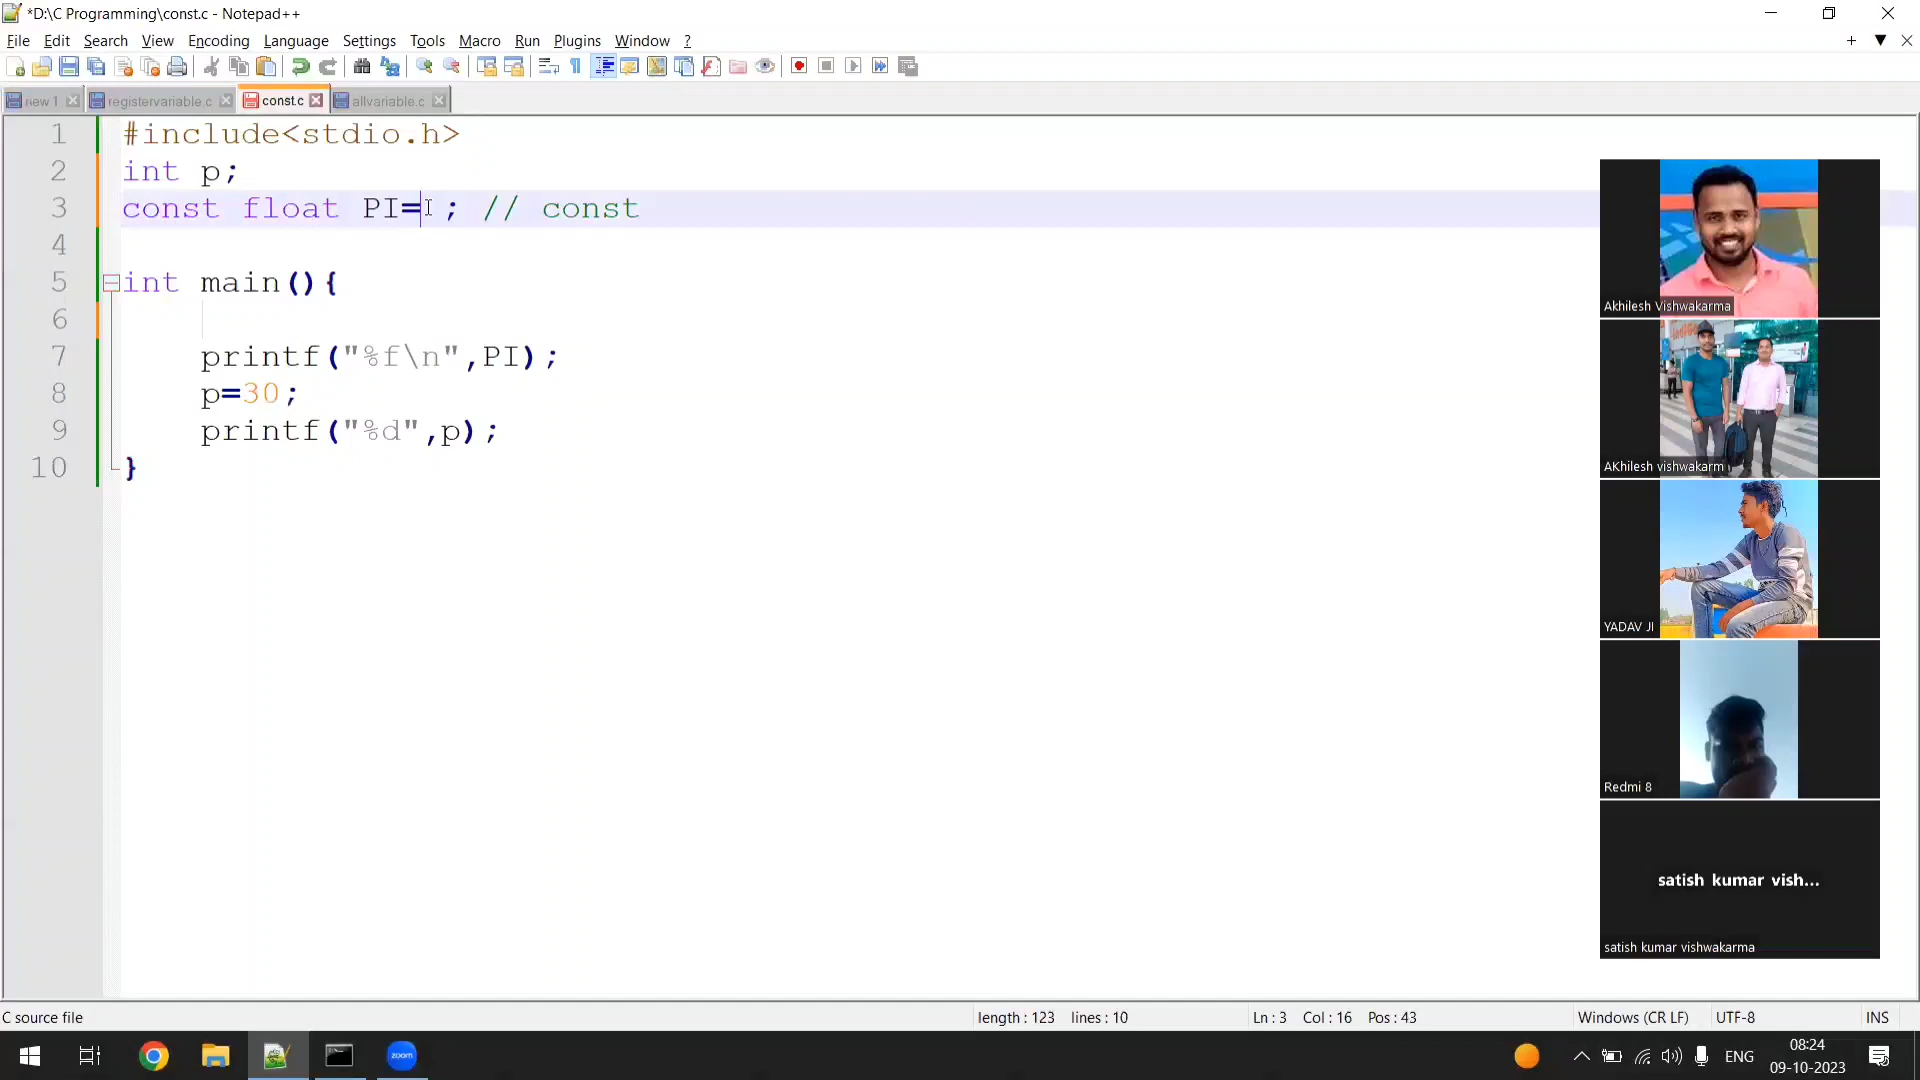 *D:\C Programming\const.c - Notepad++
File Edit Search View Encoding Language Settings Tools Macro Run Plugins Window ?
new 1 registervariable.c const.c allvariable.c
1 #include<stdio.h>
2 int p;
3 const float PI= ; // const
4
5 int main(){
6
7 printf("%f\n",PI);
8 p=30;
9 printf("%d",p);
10 }
Akhilesh Vishwakarma
AKhilesh vishwakarm
YADAV JI
Redmi 8
satish kumar vish...
satish kumar vishwakarma
C source file length : 123 lines : 10 Ln : 3 Col : 16 Pos : 43 Windows (CR LF) UTF-8 INS
zoom
ENG
08:24
09-10-2023